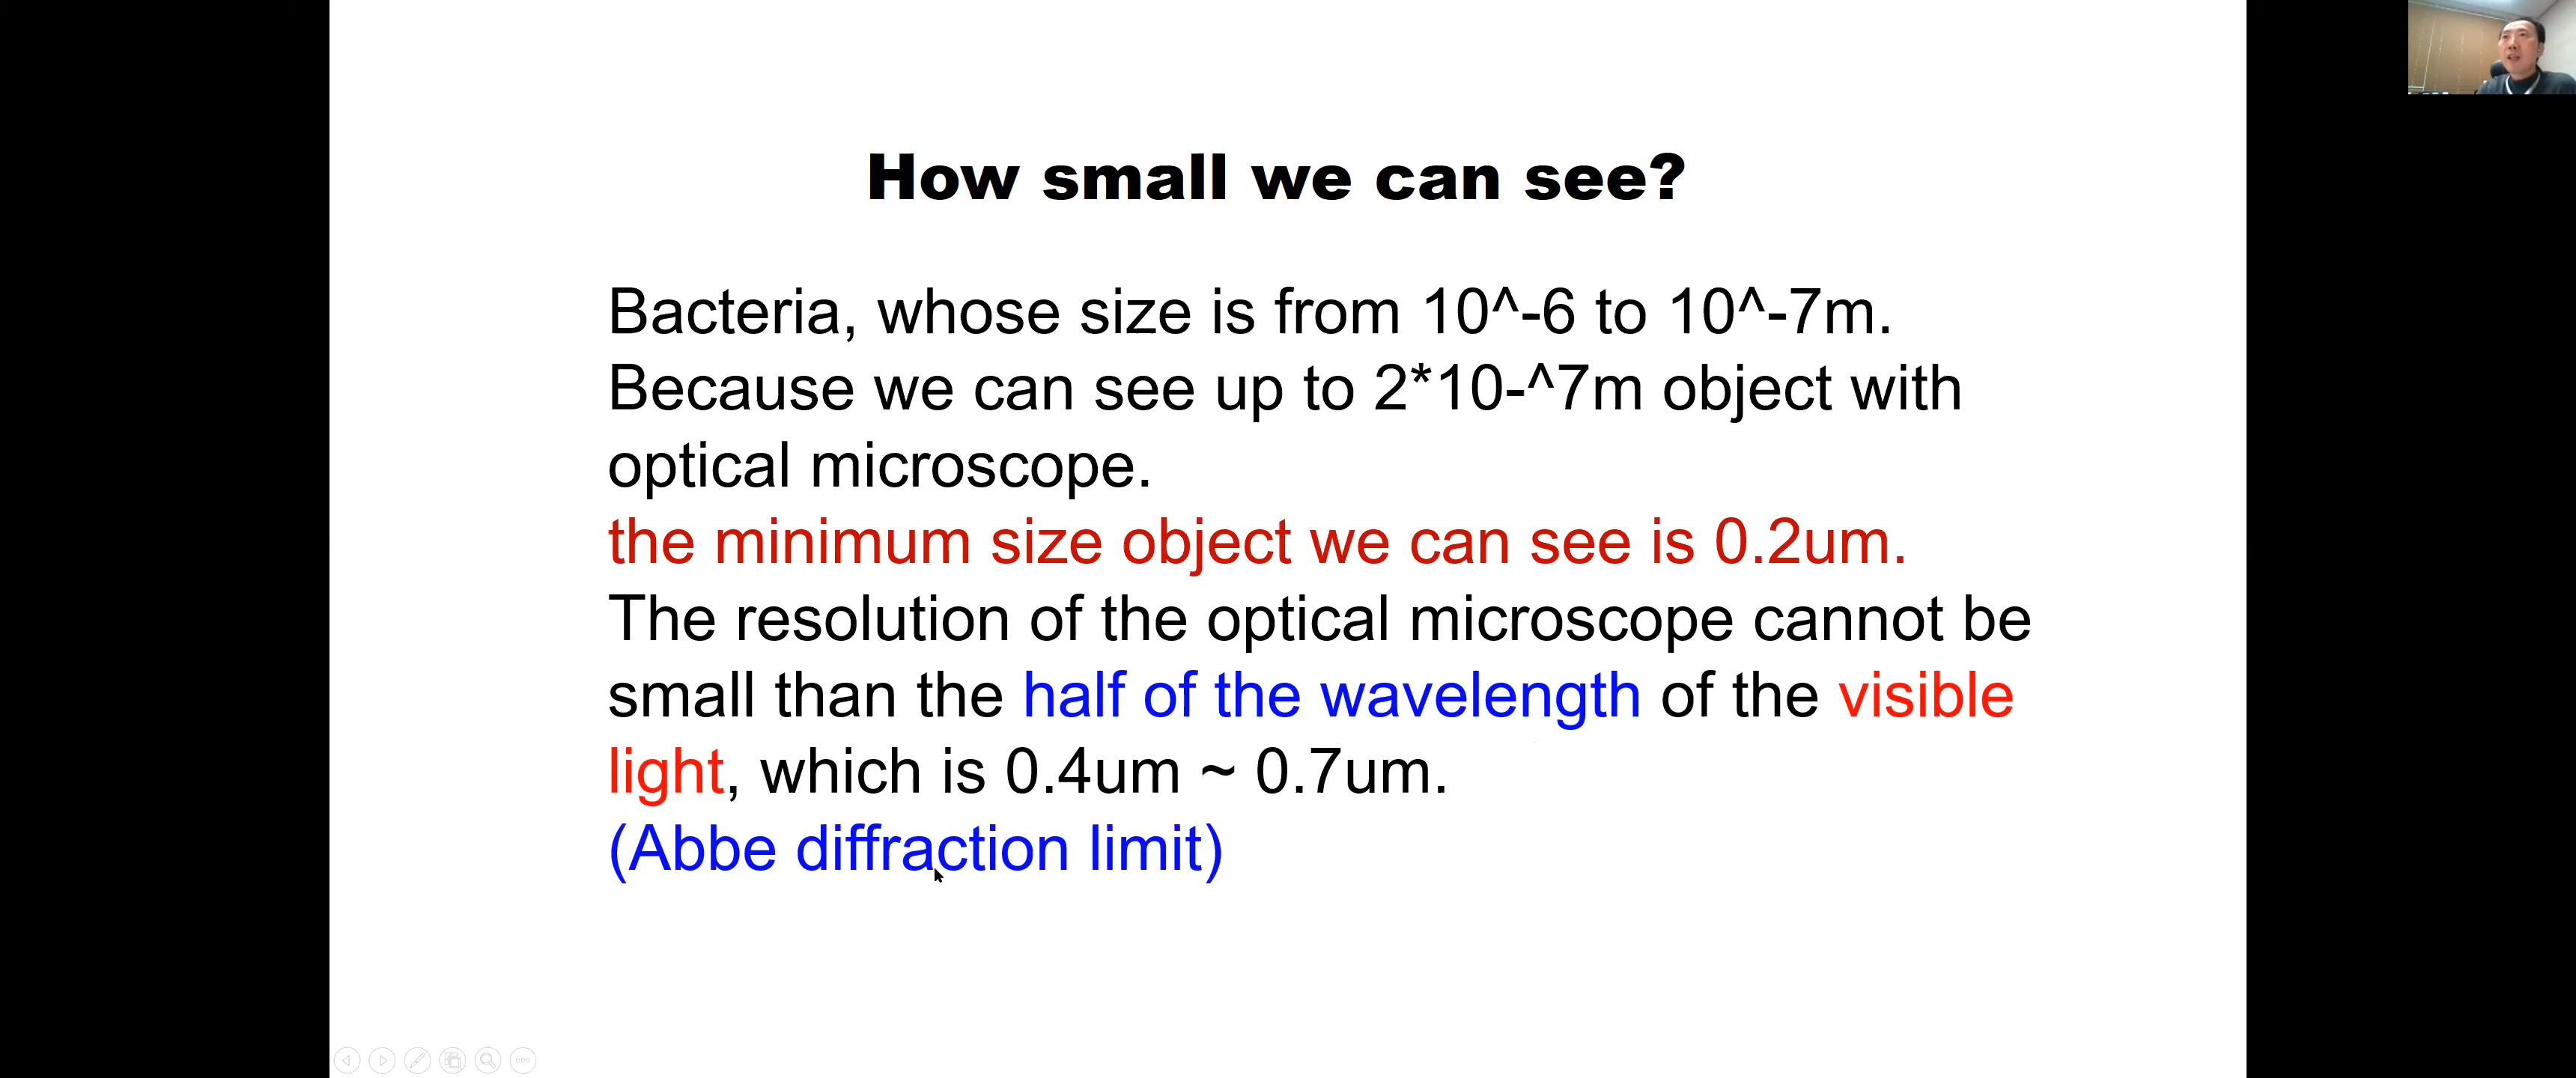 How small we can see?
Bacteria, whose size is from 10^-6 to 10^-7m.
Because we can see up to 2*10-^7m object with
optical microscope.
the minimum size object we can see is 0.2um.
The resolution of the optical microscope cannot be
small than the half of the wavelength of the visible
light, which is 0.4um ~ 0.7um.
(Abbe diffraction limit)